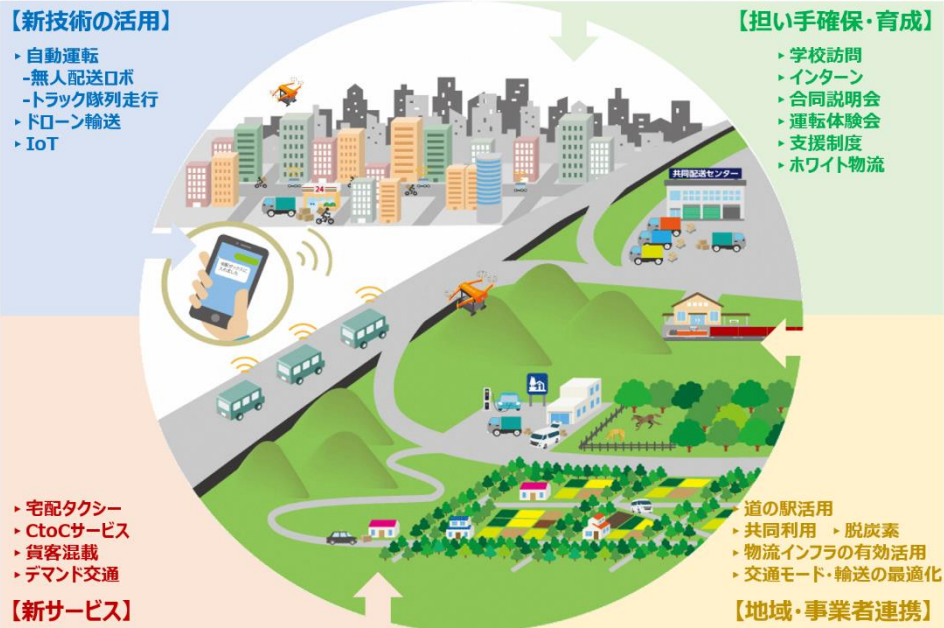 【新技術の活用】
▸ 自動運転
-無人配送ロボ
-トラック隊列走行
▸ ドローン輸送
▸ IoT
【担い手確保・育成】
▸ 学校訪問
▸ インターン
▸ 合同説明会
▸ 運転体験会
▸ 支援制度
▸ ホワイト物流
共同配送センター
24
▸ 宅配タクシー
▸ CtoCサービス
▸ 貨客混載
▸ デマンド交通
【新サービス】
▸ 道の駅活用
▸ 共同利用 ▸ 脱炭素
▸ 物流インフラの有効活用
▸ 交通モード・輸送の最適化
【地域・事業者連携】